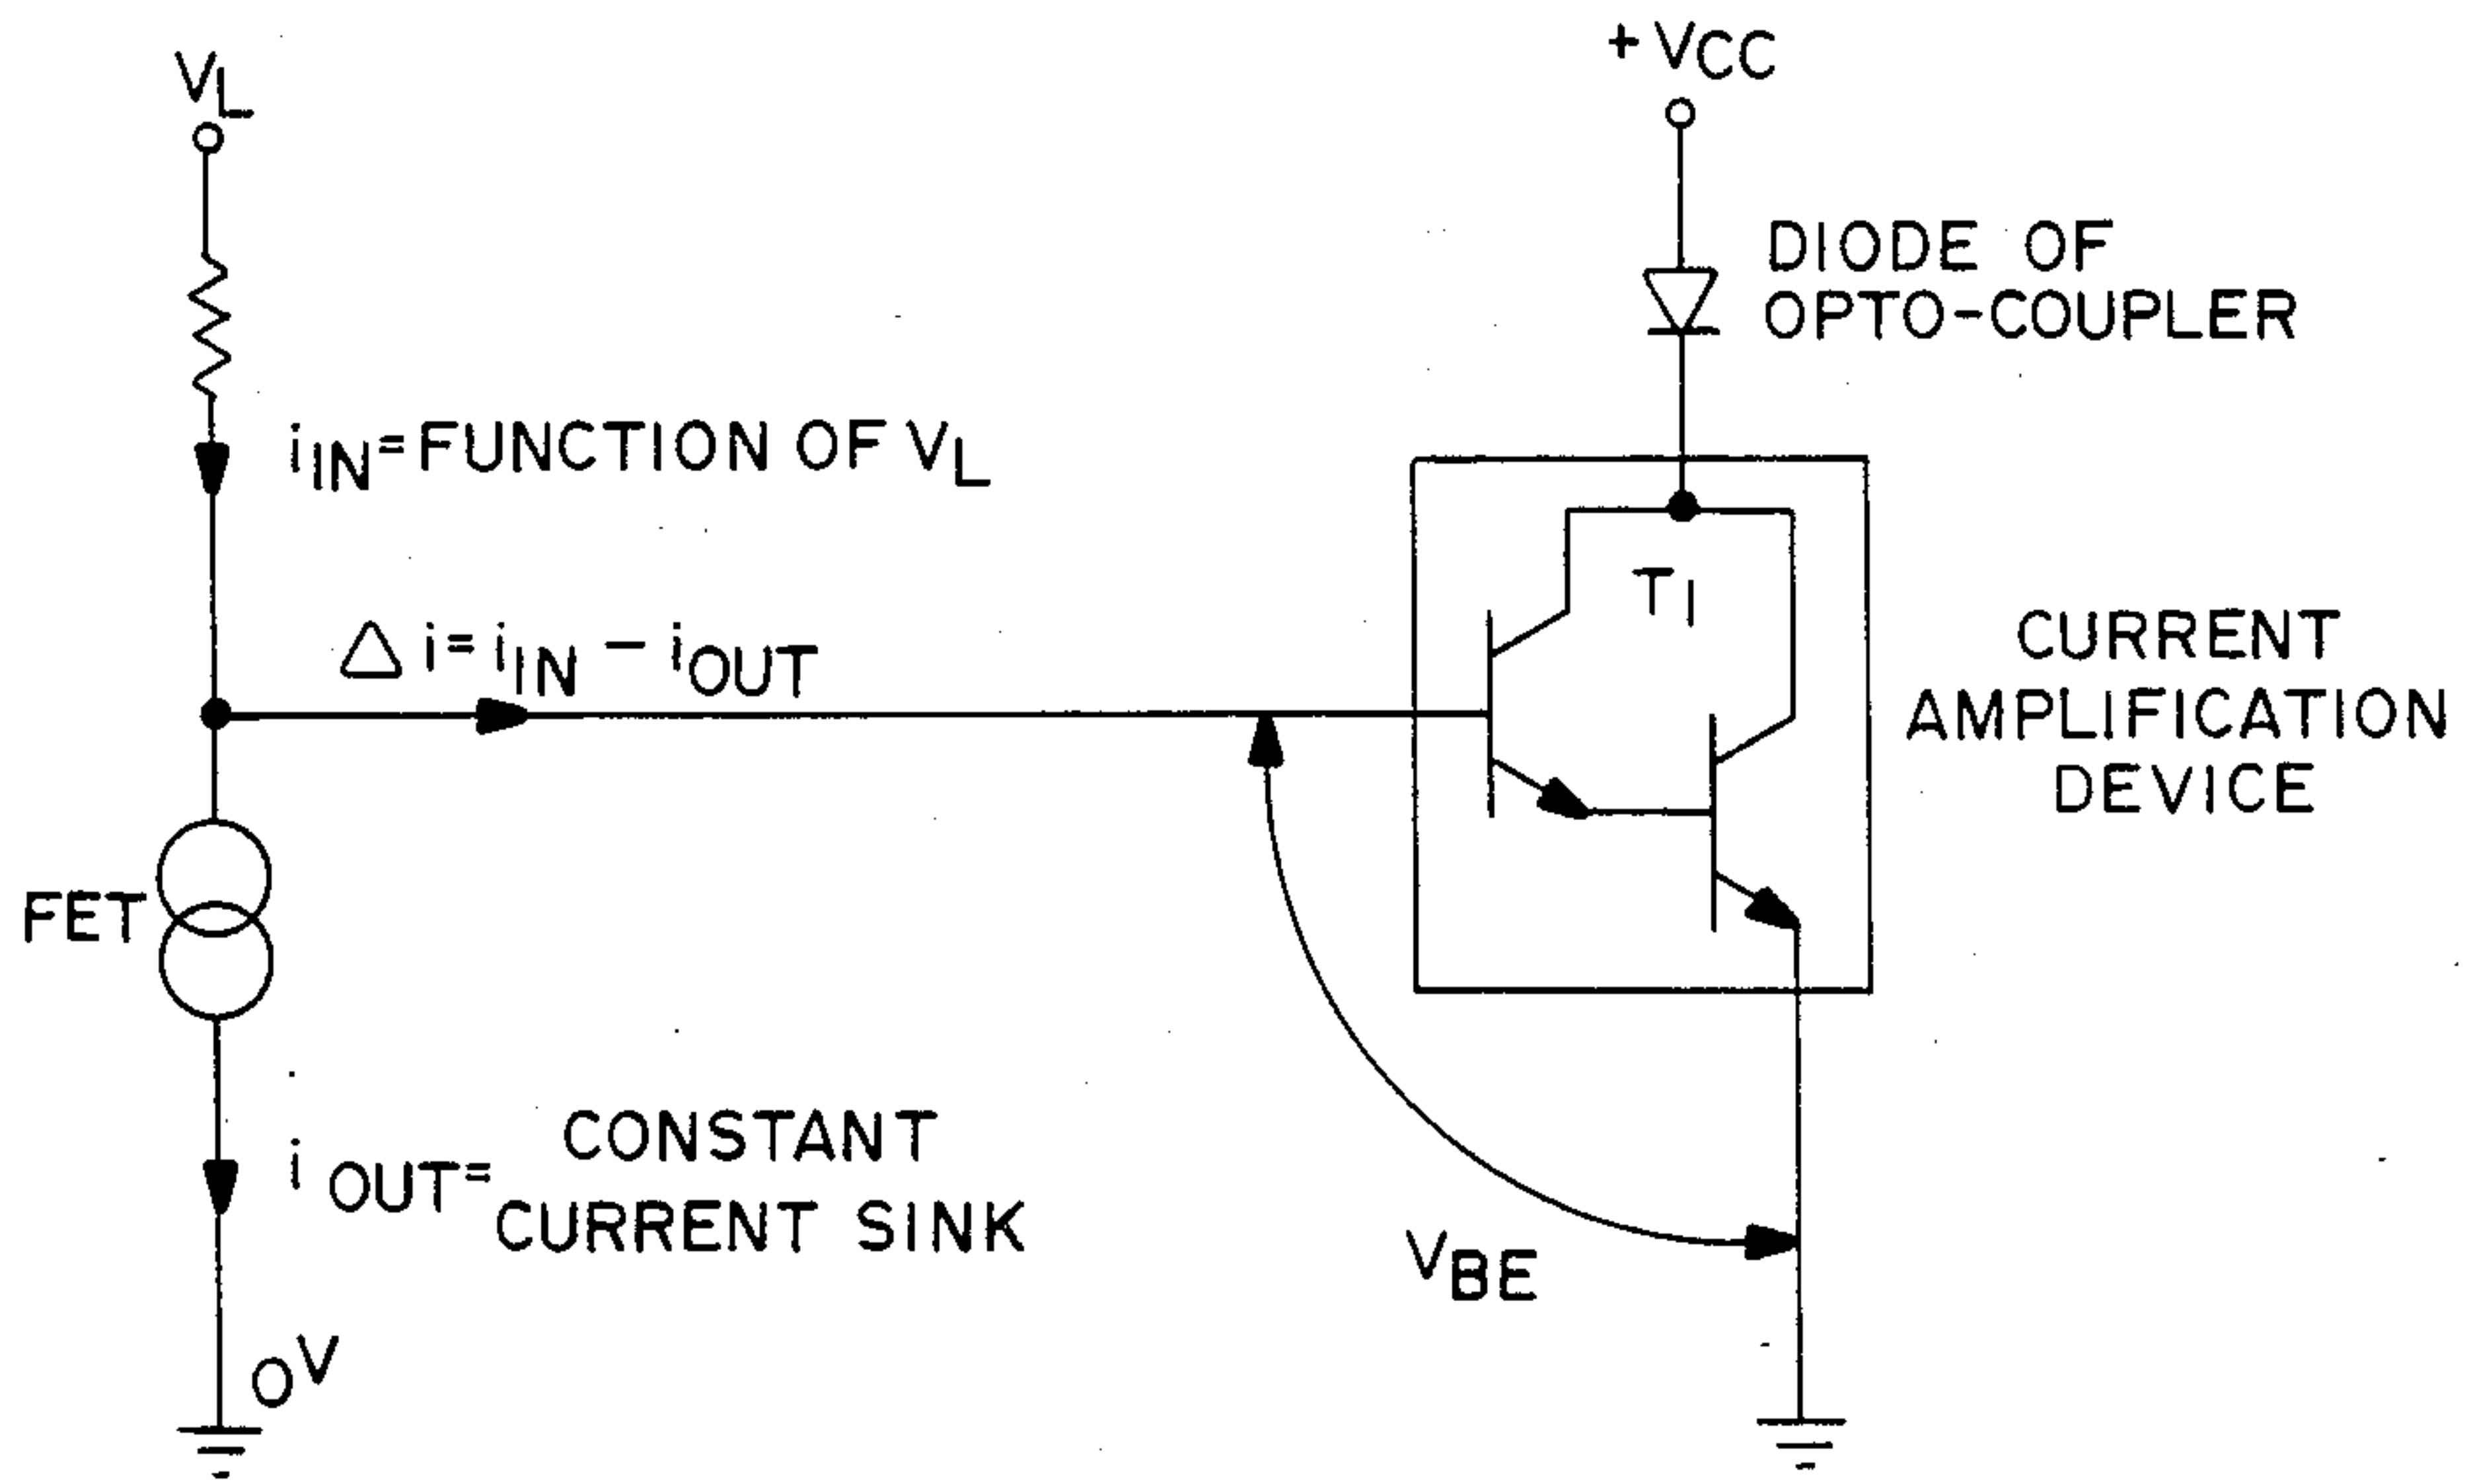 VL
+VCC
DIODE OF
OPTO-COUPLER
iIN=FUNCTION OF VL
Δi=iIN-iOUT
T1
CURRENT
AMPLIFICATION
DEVICE
FET
CONSTANT
iOUT=
CURRENT SINK
VBE
0V